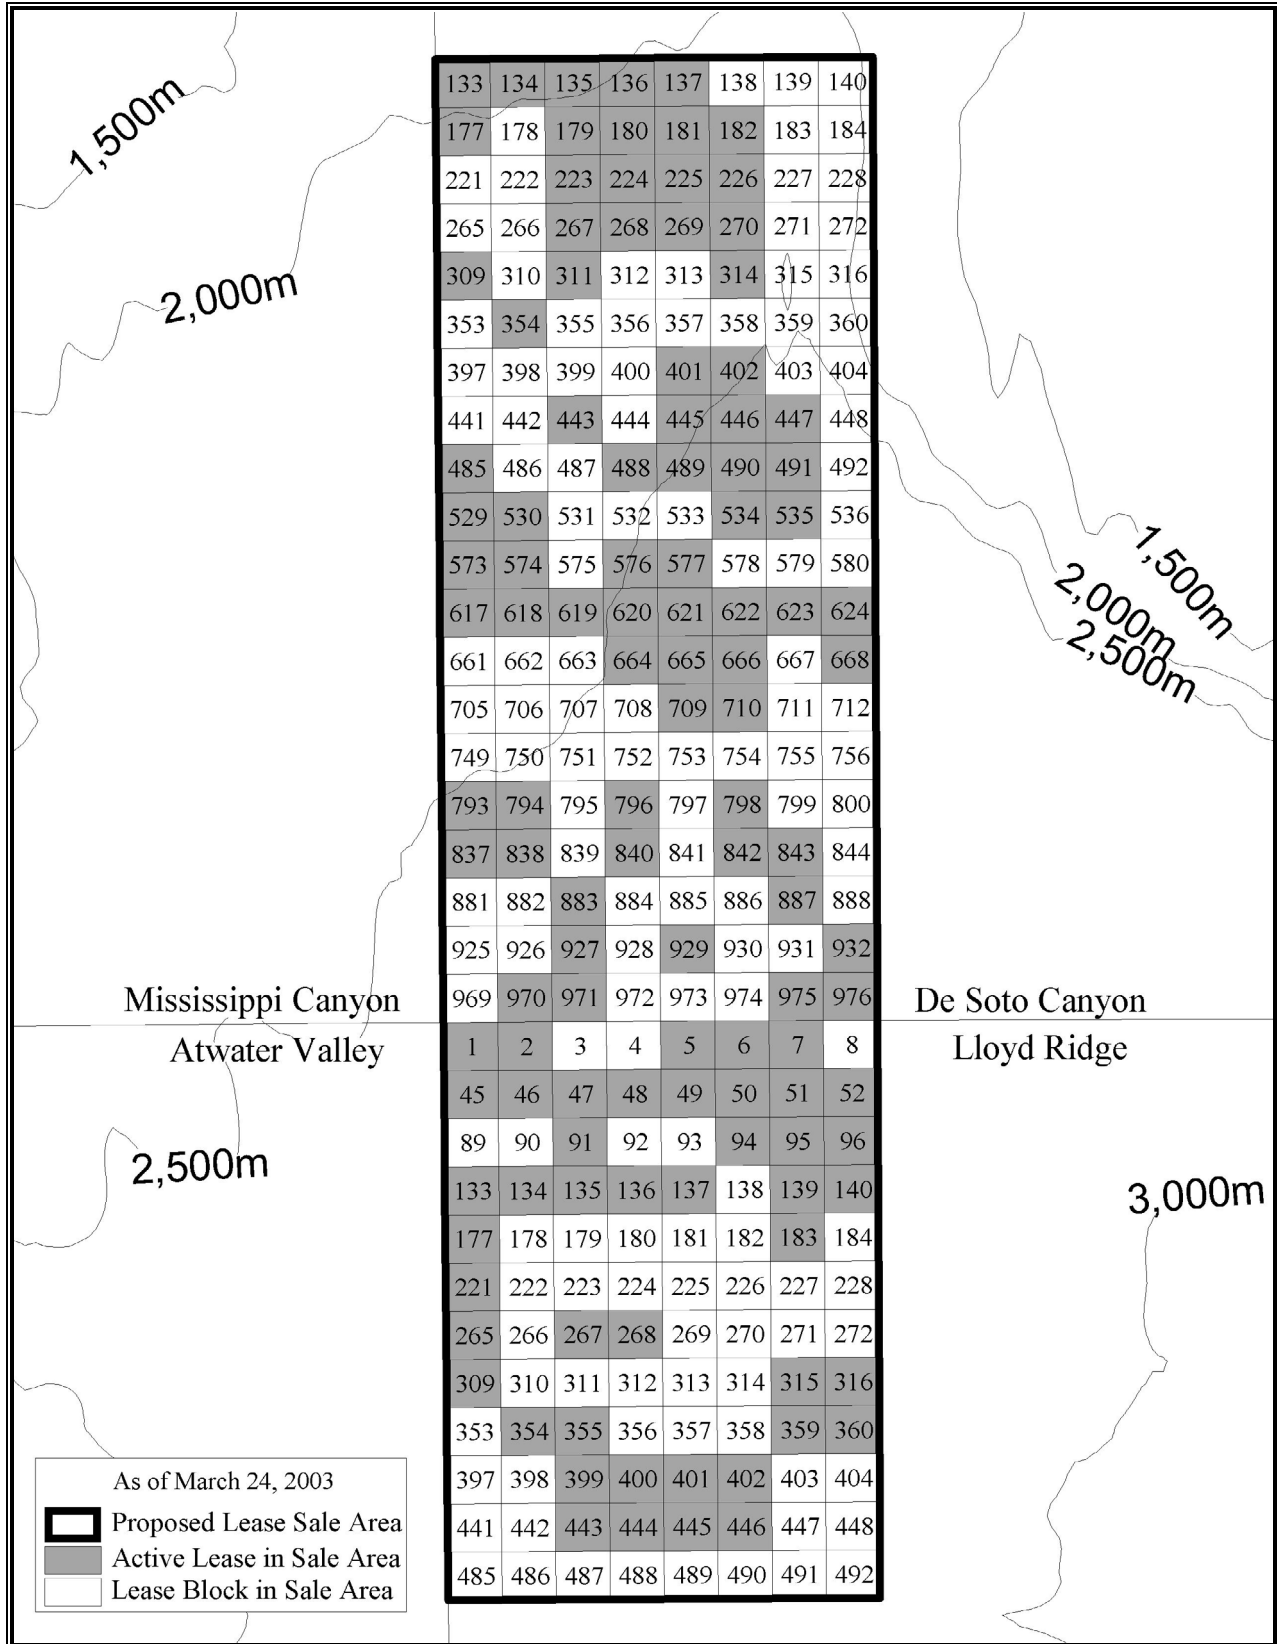 1,500m
133 134 135 136 137 138 139 140
177 178 179 180 181 182 183 184
221 222 223 224 225 226 227 228
265 266 267 268 269 270 271 272
2,000m
309 310 311 312 313 314 315 316
353 354 355 356 357 358 359 360
397 398 399 400 401 402 403 404
441 442 443 444 445 446 447 448
485 486 487 488 489 490 491 492
529 530 531 532 533 534 535 536
573 574 575 576 577 578 579 580
1,500m
2,000m
2,500m
617 618 619 620 621 622 623 624
661 662 663 664 665 666 667 668
705 706 707 708 709 710 711 712
749 750 751 752 753 754 755 756
793 794 795 796 797 798 799 800
837 838 839 840 841 842 843 844
881 882 883 884 885 886 887 888
925 926 927 928 929 930 931 932
969 970 971 972 973 974 975 976
Mississippi Canyon
De Soto Canyon
Atwater Valley
Lloyd Ridge
1 2 3 4 5 6 7 8
45 46 47 48 49 50 51 52
89 90 91 92 93 94 95 96
2,500m
3,000m
133 134 135 136 137 138 139 140
177 178 179 180 181 182 183 184
221 222 223 224 225 226 227 228
265 266 267 268 269 270 271 272
309 310 311 312 313 314 315 316
353 354 355 356 357 358 359 360
397 398 399 400 401 402 403 404
441 442 443 444 445 446 447 448
485 486 487 488 489 490 491 492
As of March 24, 2003
Proposed Lease Sale Area
Active Lease in Sale Area
Lease Block in Sale Area